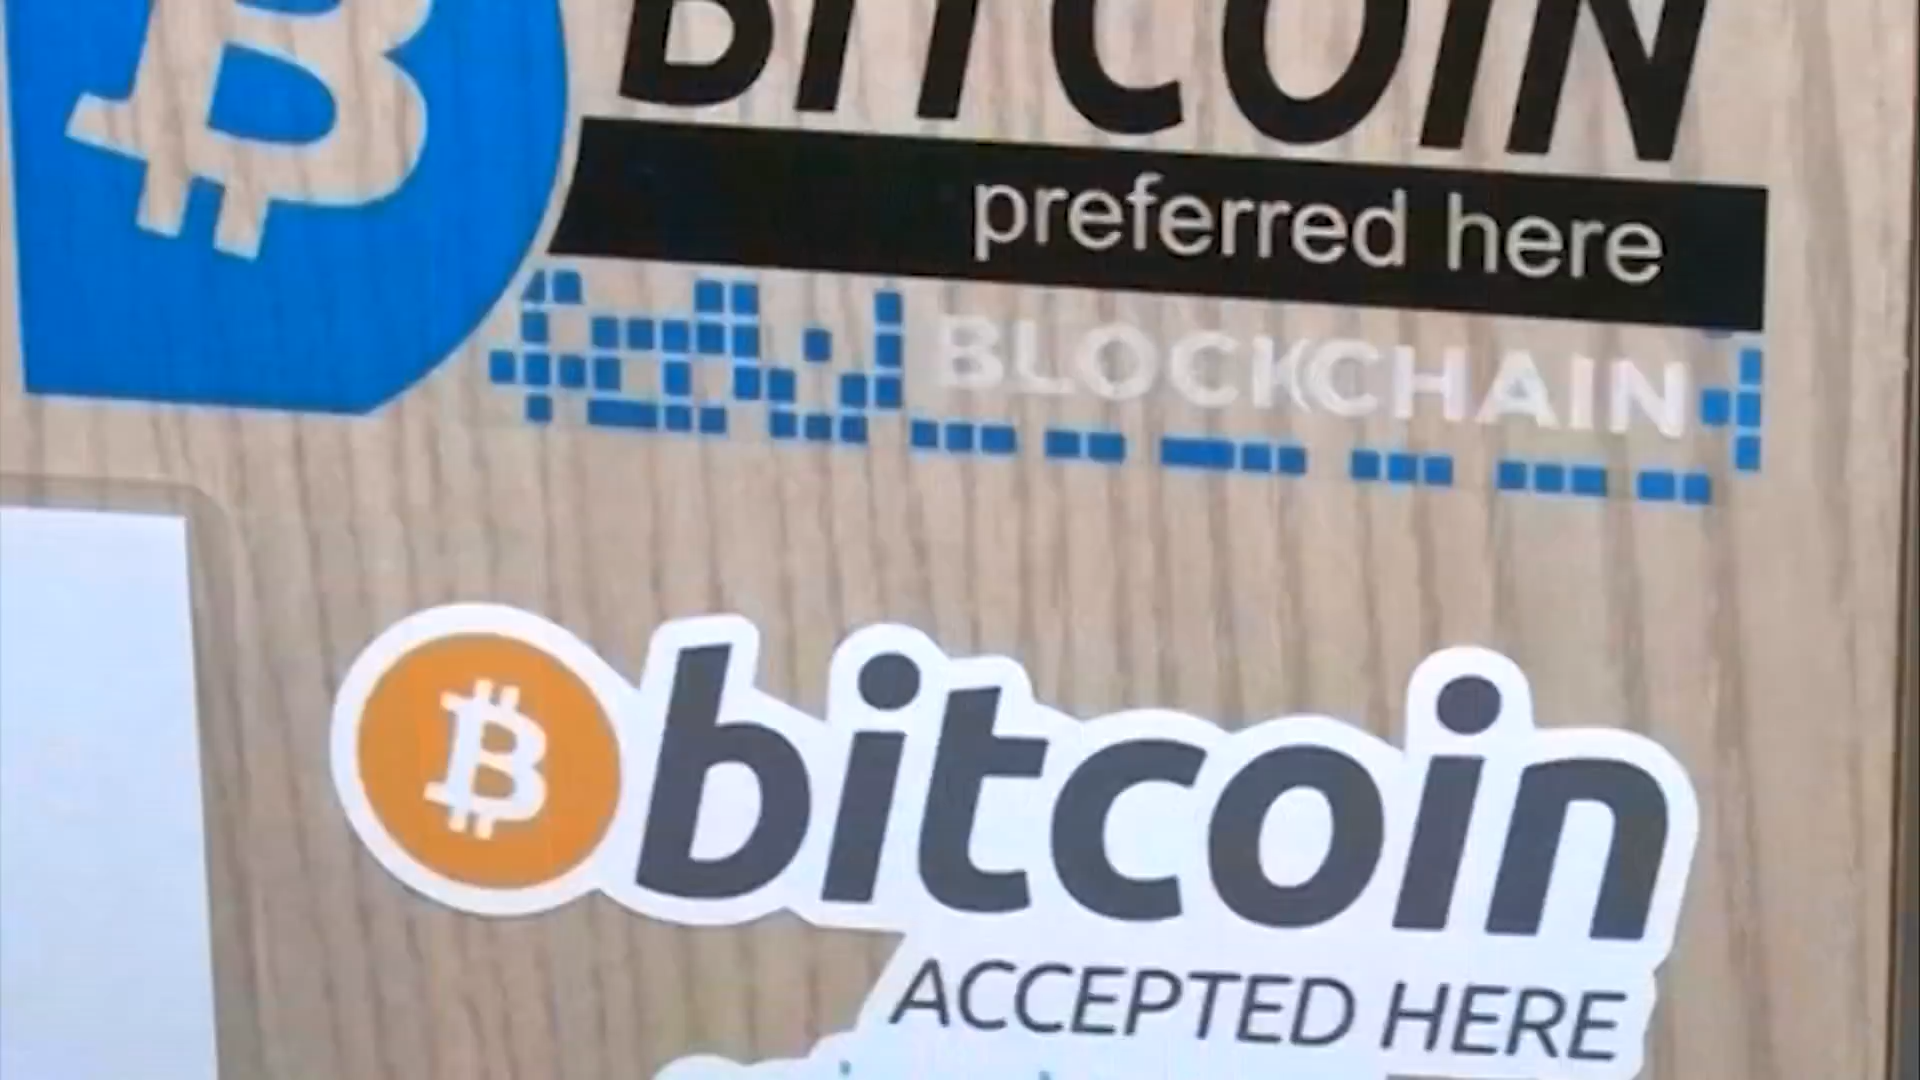 BITCOIN
preferred here
BLOCKCHAIN
bitcoin
ACCEPTED HERE